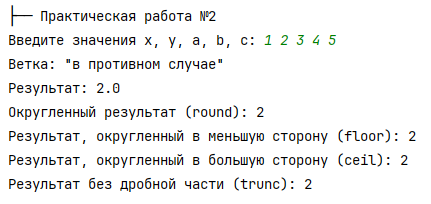 ├── Практическая работа №2
Введите значения x, y, a, b, c: 1 2 3 4 5
Ветка: "в противном случае"
Результат: 2.0
Округленный результат (round): 2
Результат, округленный в меньшую сторону (floor): 2
Результат, округленный в большую сторону (ceil): 2
Результат без дробной части (trunc): 2